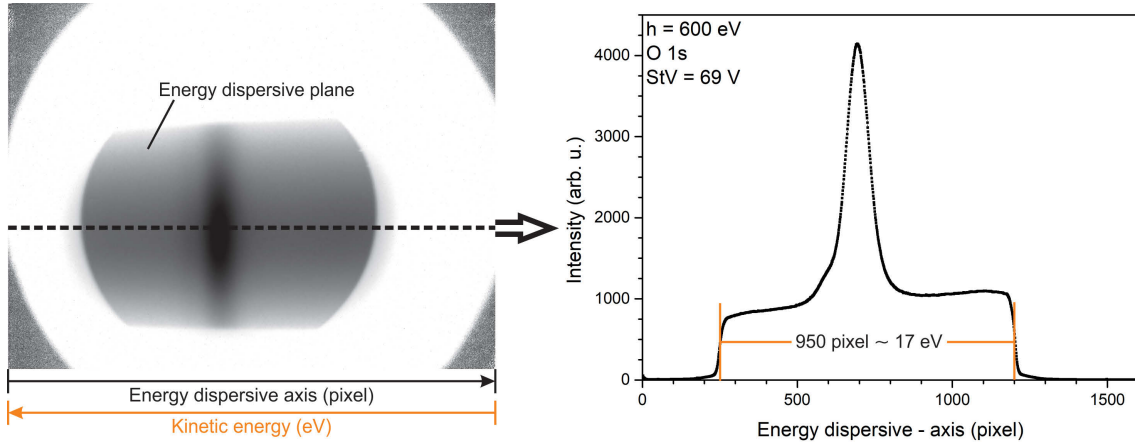 Energy dispersive plane
Energy dispersive axis (pixel)
Kinetic energy (eV)
h = 600 eV
O 1s
StV = 69 V
Intensity (arb. u.)
4000
3000
2000
1000
0
950 pixel ~ 17 eV
0
500
1000
1500
Energy dispersive - axis (pixel)